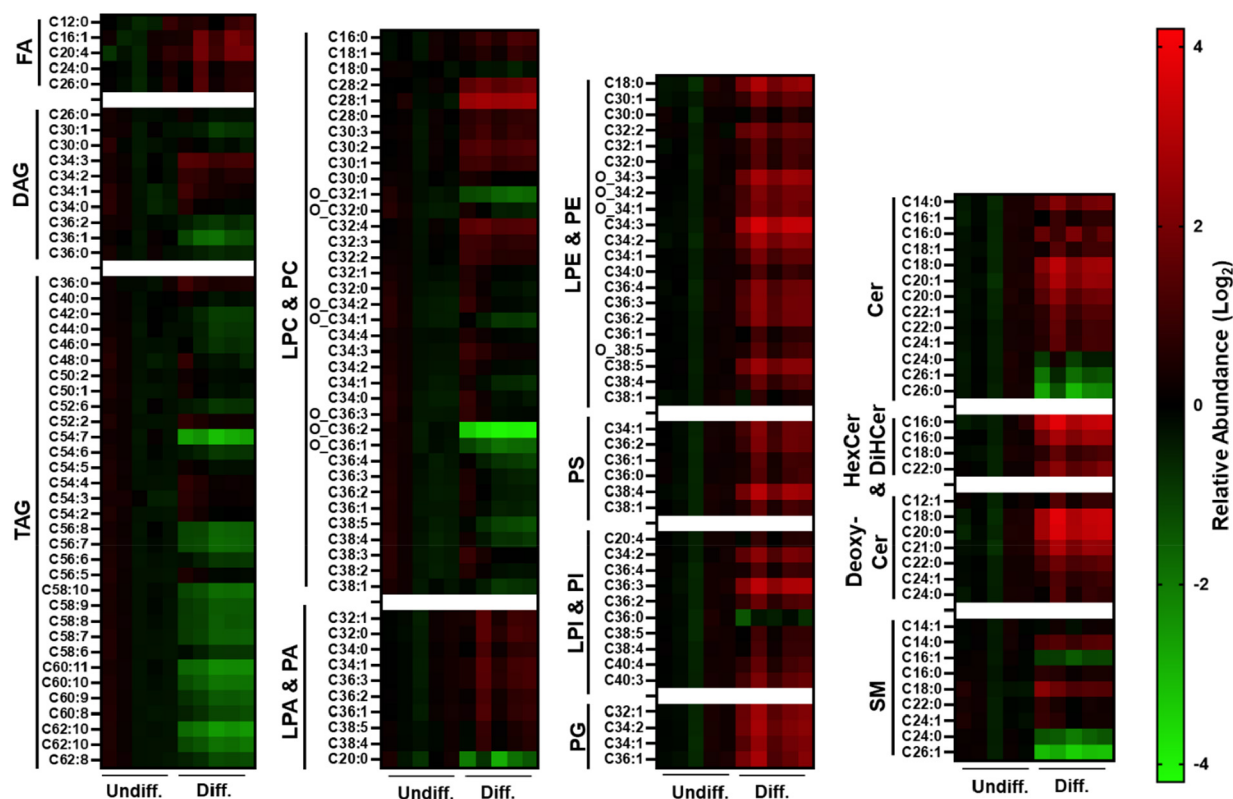 FA
C12:0
C16:1
C20:4
C24:0
C26:0
DAG
C26:0
C30:1
C30:0
C34:3
C34:2
C34:1
C34:0
C36:2
C36:1
C36:0
TAG
C36:0
C40:0
C42:0
C44:0
C46:0
C48:0
C50:2
C50:1
C52:6
C52:2
C54:7
C54:6
C54:5
C54:4
C54:3
C54:2
C56:8
C56:7
C56:6
C56:5
C58:10
C58:9
C58:8
C58:7
C58:6
C60:11
C60:10
C60:9
C60:8
C62:10
C62:10
C62:8
Undiff. Diff.
LPC & PC
C16:0
C18:1
C18:0
C28:2
C28:1
C28:0
C30:3
C30:2
C30:1
C30:0
O_C32:1
O_C32:0
C32:4
C32:3
C32:2
C32:1
C32:0
O_C34:2
O_C34:1
C34:4
C34:3
C34:2
C34:1
C34:0
O_C36:3
O_C36:2
O_C36:1
C36:4
C36:3
C36:2
C36:1
C38:5
C38:4
C38:3
C38:2
C38:1
LPA & PA
C32:1
C32:0
C34:0
C34:1
C36:3
C36:2
C36:1
C38:5
C38:4
C20:0
Undiff. Diff.
LPE & PE
C18:0
C30:1
C30:0
C32:2
C32:1
C32:0
O_34:3
O_34:2
O_34:1
C34:3
C34:2
C34:1
C34:0
C36:4
C36:3
C36:2
C36:1
O_38:5
C38:5
C38:4
C38:1
PS
C34:1
C36:2
C36:1
C36:0
C38:4
C38:1
LPI & PI
C20:4
C34:2
C36:4
C36:3
C36:2
C36:0
C38:5
C38:4
C40:4
C40:3
PG
C32:1
C34:2
C34:1
C36:1
Undiff. Diff.
Cer
C14:0
C16:1
C16:0
C18:1
C18:0
C20:1
C20:0
C22:1
C22:0
C24:1
C24:0
C26:1
C26:0
HexCer
& DiHCer
C16:0
C16:0
C18:0
C22:0
Deoxy-
Cer
C12:1
C18:0
C20:0
C21:0
C22:0
C24:1
C24:0
SM
C14:1
C14:0
C16:1
C16:0
C18:0
C22:0
C24:1
C24:0
C26:1
Undiff. Diff.
4
2
0
-2
-4
Relative Abundance (Log2)